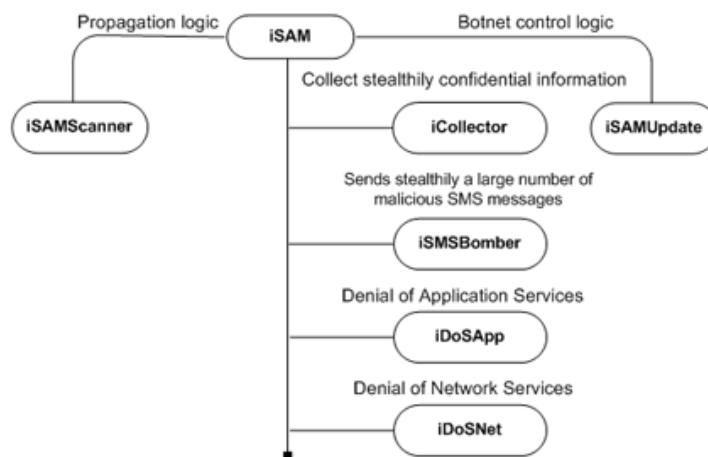 Propagation logic
iSAM
Botnet control logic
Collect stealthily confidential information
iSAMScanner
iCollector
iSAMUpdate
Sends stealthily a large number of
malicious SMS messages
iSMSBomber
Denial of Application Services
iDoSApp
Denial of Network Services
iDoSNet